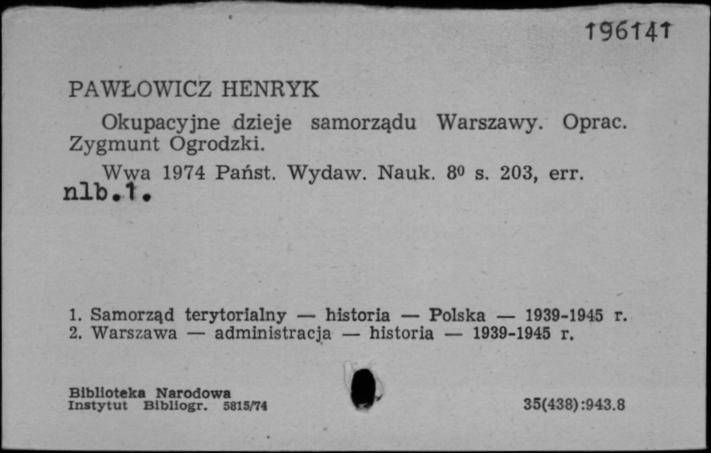 196141
PAWŁOWICZ HENRYK
Okupacyjne dzieje samorządu Warszawy. Oprac.
Zygmunt Ogrodzki.
Wwa 1974 Państ. Wydaw. Nauk. 8º s. 203, err.
nlb.1.
1. Samorząd terytorialny — historia — Polska — 1939-1945 r.
2. Warszawa — administracja — historia — 1939-1945 r.
Biblioteka Narodowa
Instytut Bibliogr. 5815/74
35(438):943.8